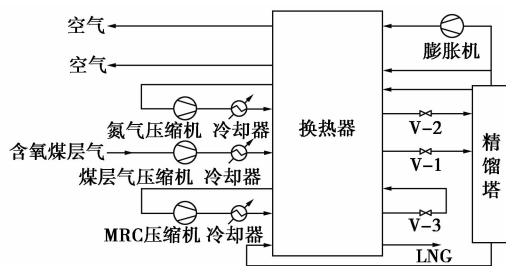 空气
膨胀机
空气
氮气压缩机
冷却器
换热器
V-2
含氧煤层气
V-1
精馏塔
煤层气压缩机
冷却器
V-3
MRC压缩机
冷却器
LNG